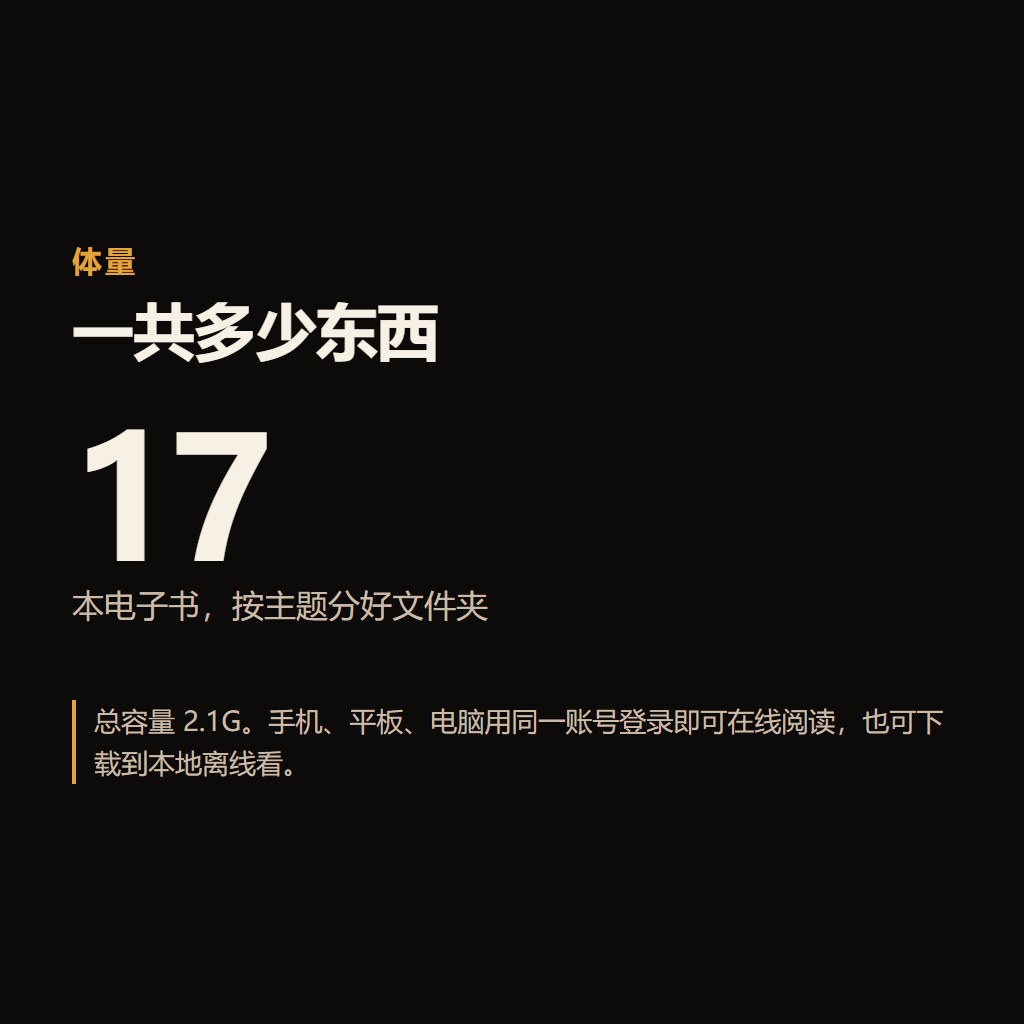 体量
一共多少东西
17
本电子书，按主题分好文件夹
总容量 2.1G。手机、平板、电脑用同一账号登录即可在线阅读，也可下
载到本地离线看。